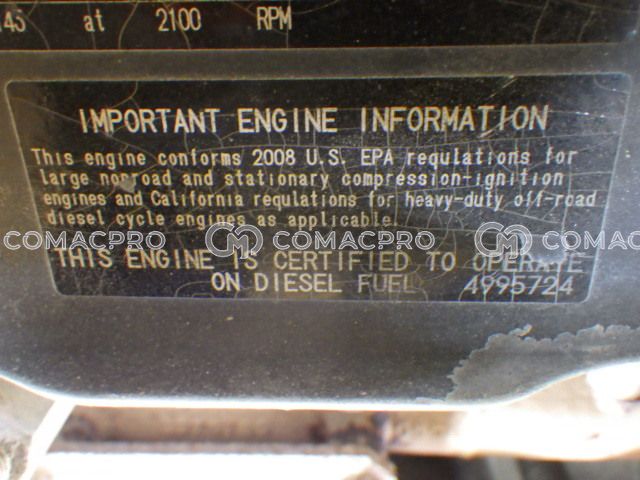 at 2100 RPM
IMPORTANT ENGINE INFORMATION
This engine conforms 2008 U.S. EPA regulations for
large nonroad and stationary compression-ignition
engines and California regulations for heavy-duty off-road
diesel cycle engines as applicable.
COMACPRO COMACPRO COMACPRO
THIS ENGINE IS CERTIFIED TO OPERATE
ON DIESEL FUEL 4995724